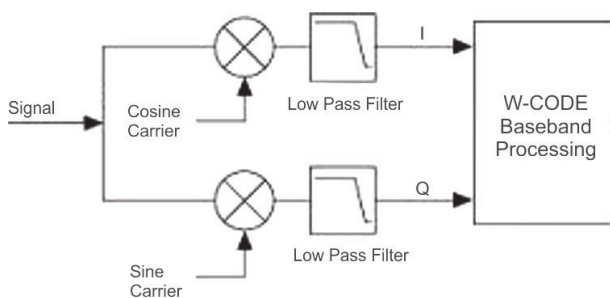 I
Signal
Cosine
Carrier
Low Pass Filter
W-CODE
Baseband
Processing
Q
Low Pass Filter
Sine
Carrier